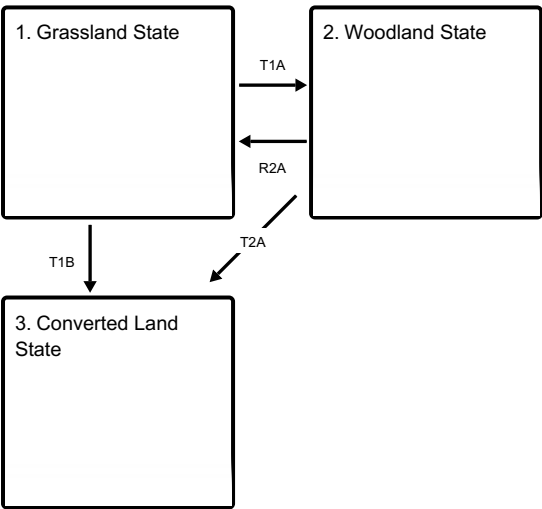 1. Grassland State
2. Woodland State
T1A
R2A
T2A
T1B
3. Converted Land
State